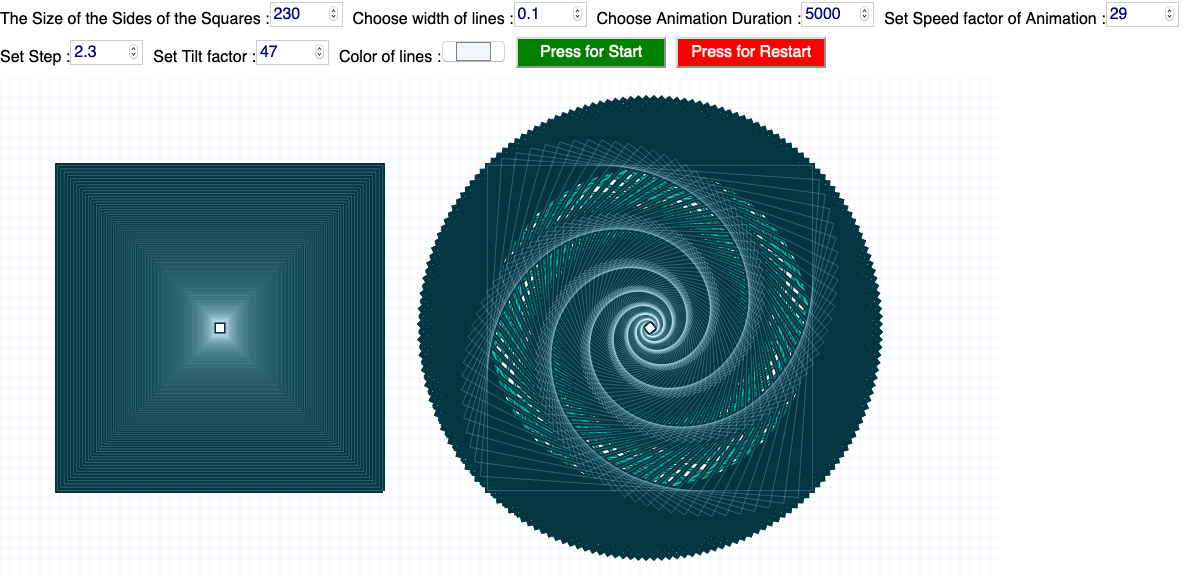 The Size of the Sides of the Squares : 230 Choose width of lines : 0.1 Choose Animation Duration : 5000 Set Speed factor of Animation : 29
Set Step : 2.3 Set Tilt factor : 47 Color of lines : Press for Start Press for Restart